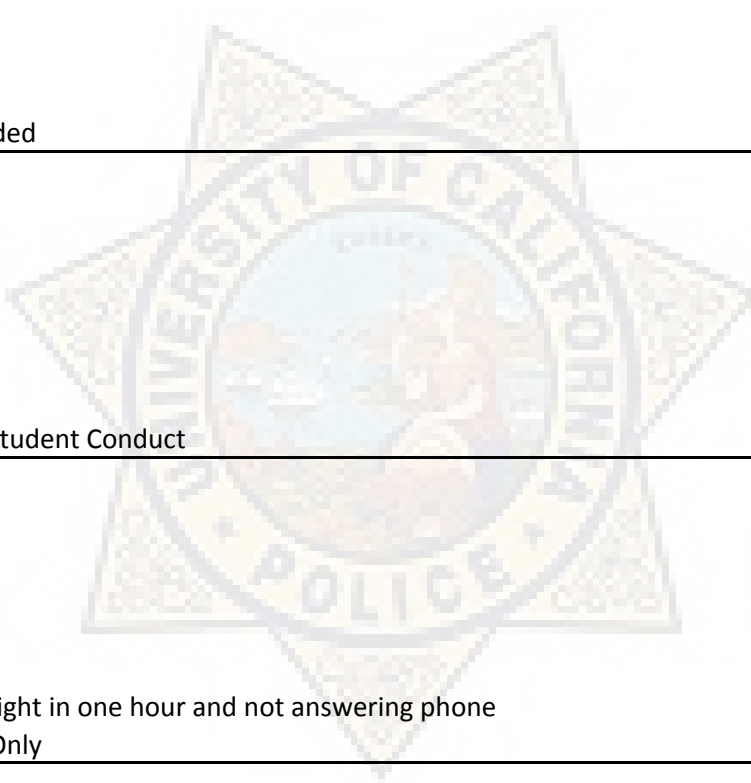 ded
UNIVERSITY OF CALIFORNIA
tudent Conduct
POLICE
ight in one hour and not answering phone
Only